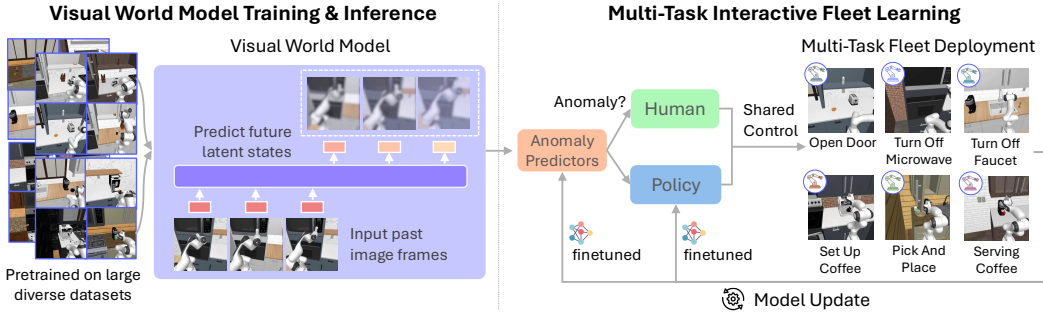 Visual World Model Training & Inference
Visual World Model
Predict future
latent states
Input past
image frames
Pretrained on large
diverse datasets
Multi-Task Interactive Fleet Learning
Multi-Task Fleet Deployment
Anomaly?
Human
Anomaly
Predictors
Policy
Shared
Control
Open Door
Turn Off
Microwave
Turn Off
Faucet
Set Up
Coffee
Pick And
Place
Serving
Coffee
finetuned
finetuned
Model Update